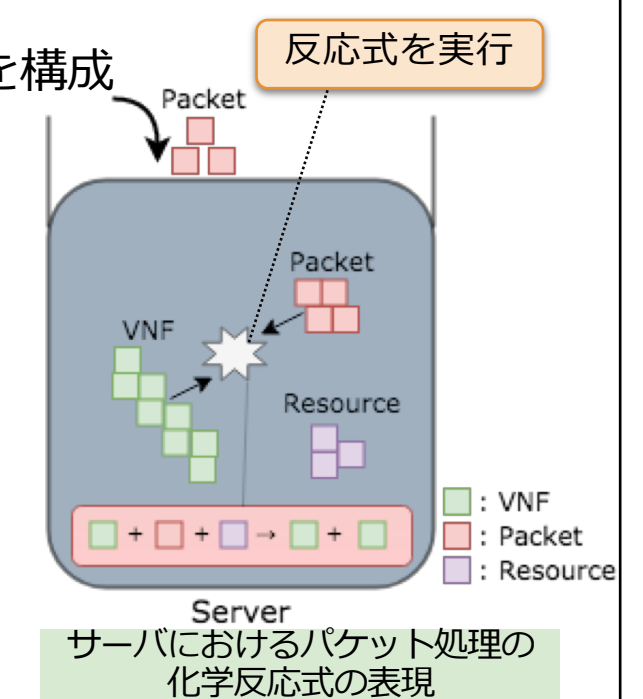 を構成
反応式を実行
Packet
Packet
VNF
Resource
+ + → +
: VNF
: Packet
: Resource
Server
サーバにおけるパケット処理の
化学反応式の表現